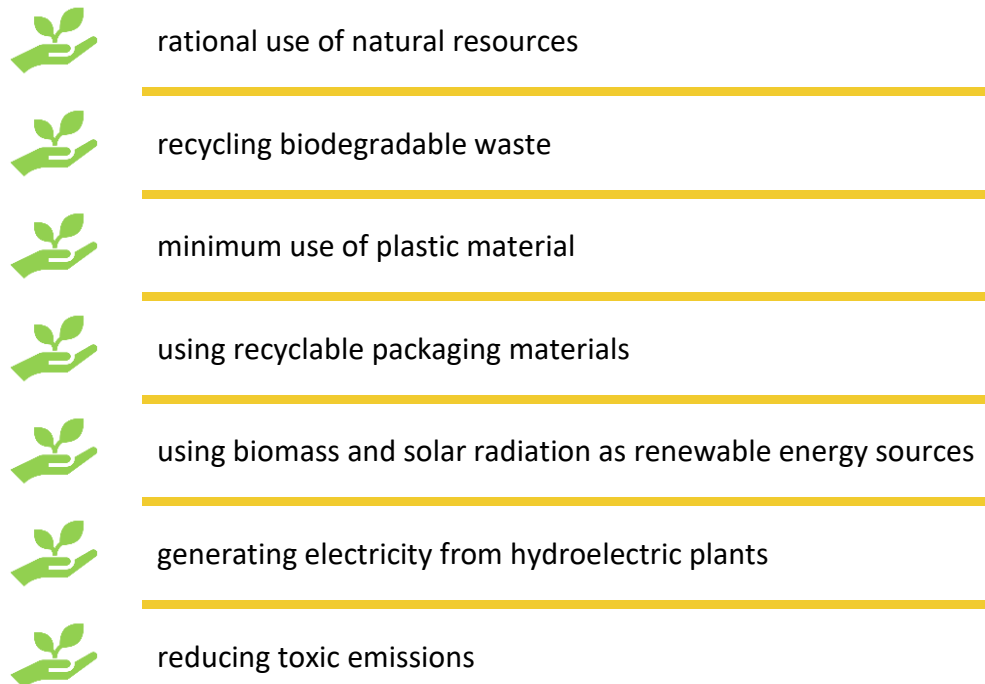 rational use of natural resources
recycling biodegradable waste
minimum use of plastic material
using recyclable packaging materials
using biomass and solar radiation as renewable energy sources
generating electricity from hydroelectric plants
reducing toxic emissions